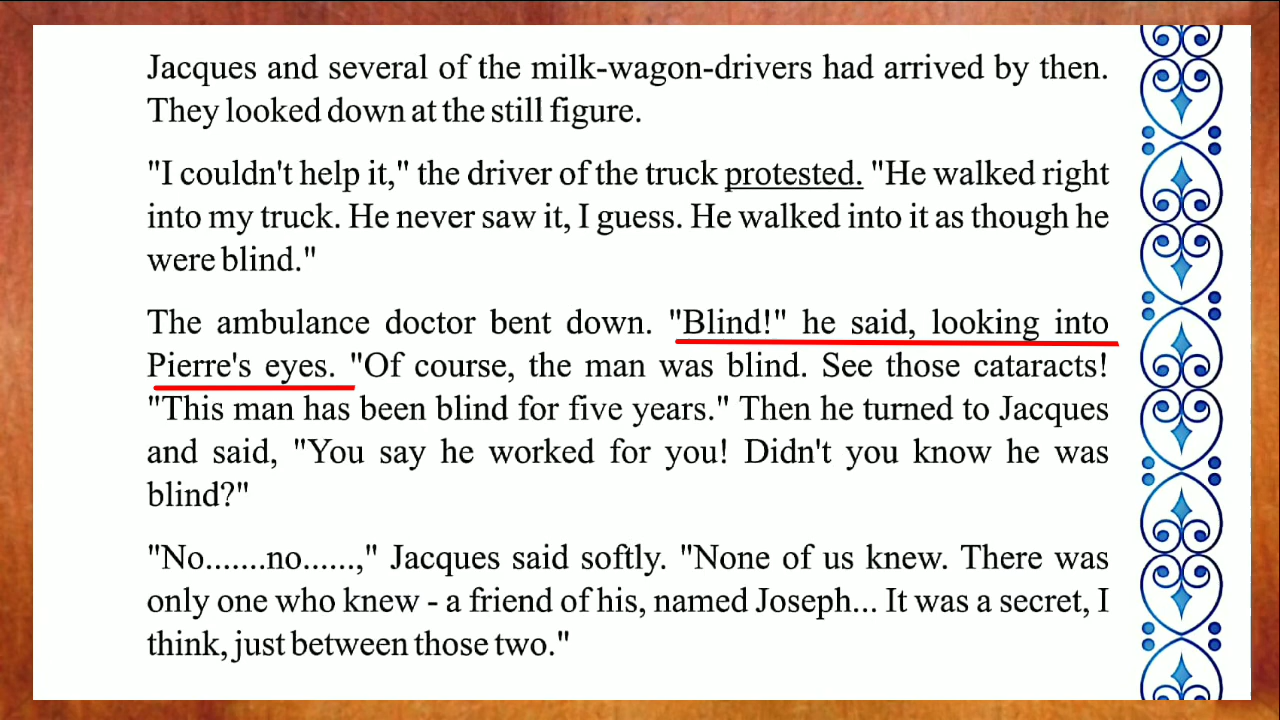 Jacques and several of the milk-wagon-drivers had arrived by then.
They looked down at the still figure.
"I couldn't help it," the driver of the truck protested. "He walked right
into my truck. He never saw it, I guess. He walked into it as though he
were blind."
The ambulance doctor bent down. "Blind!" he said, looking into
Pierre's eyes. "Of course, the man was blind. See those cataracts!
"This man has been blind for five years." Then he turned to Jacques
and said, "You say he worked for you! Didn't you know he was
blind?"
"No.......no......," Jacques said softly. "None of us knew. There was
only one who knew - a friend of his, named Joseph... It was a secret, I
think, just between those two."